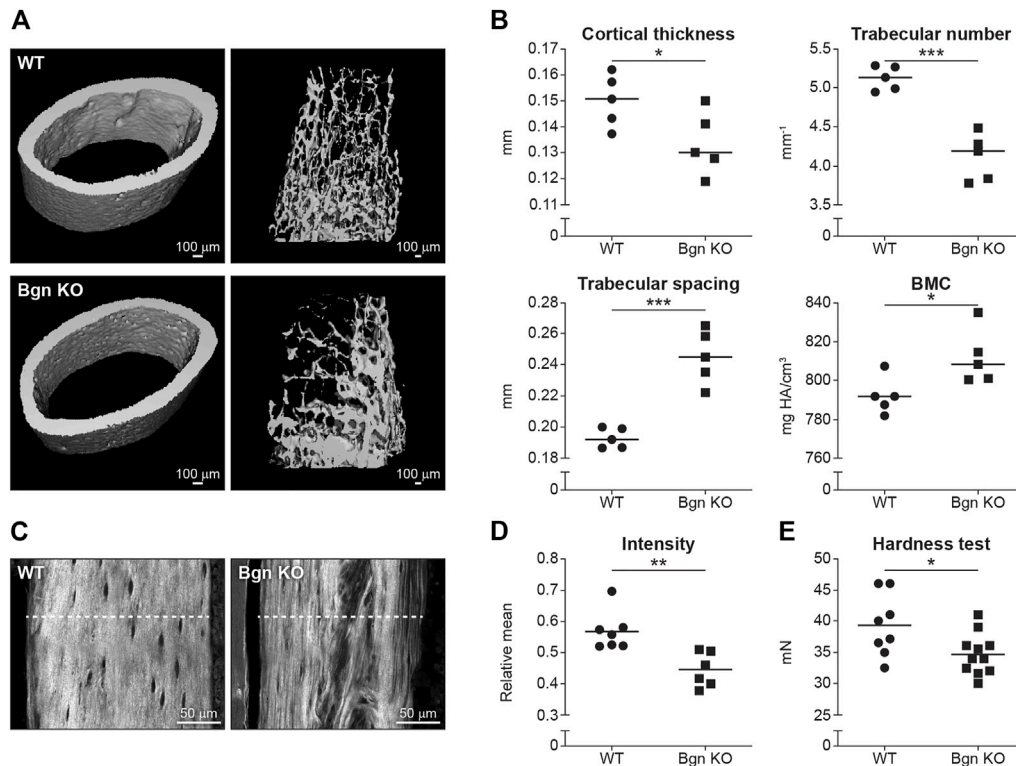 A
WT
100 µm
100 µm
Bgn KO
100 µm
100 µm
B
Cortical thickness
*
0.17
0.16
0.15
0.13
0.12
0.11
0
mm
WT
Bgn KO
Trabecular number
***
5.5
5.0
4.5
4.0
3.5
0
mm⁻¹
WT
Bgn KO
Trabecular spacing
***
0.28
0.26
0.24
0.20
0.18
0
mm
WT
Bgn KO
BMC
*
840
820
800
780
760
0
mg HA/cm³
WT
Bgn KO
C
WT
50 µm
Bgn KO
50 µm
D
Intensity
**
0.8
0.7
0.6
0.5
0.4
0.3
0
Relative mean
WT
Bgn KO
E
Hardness test
*
50
45
40
35
30
25
0
mN
WT
Bgn KO